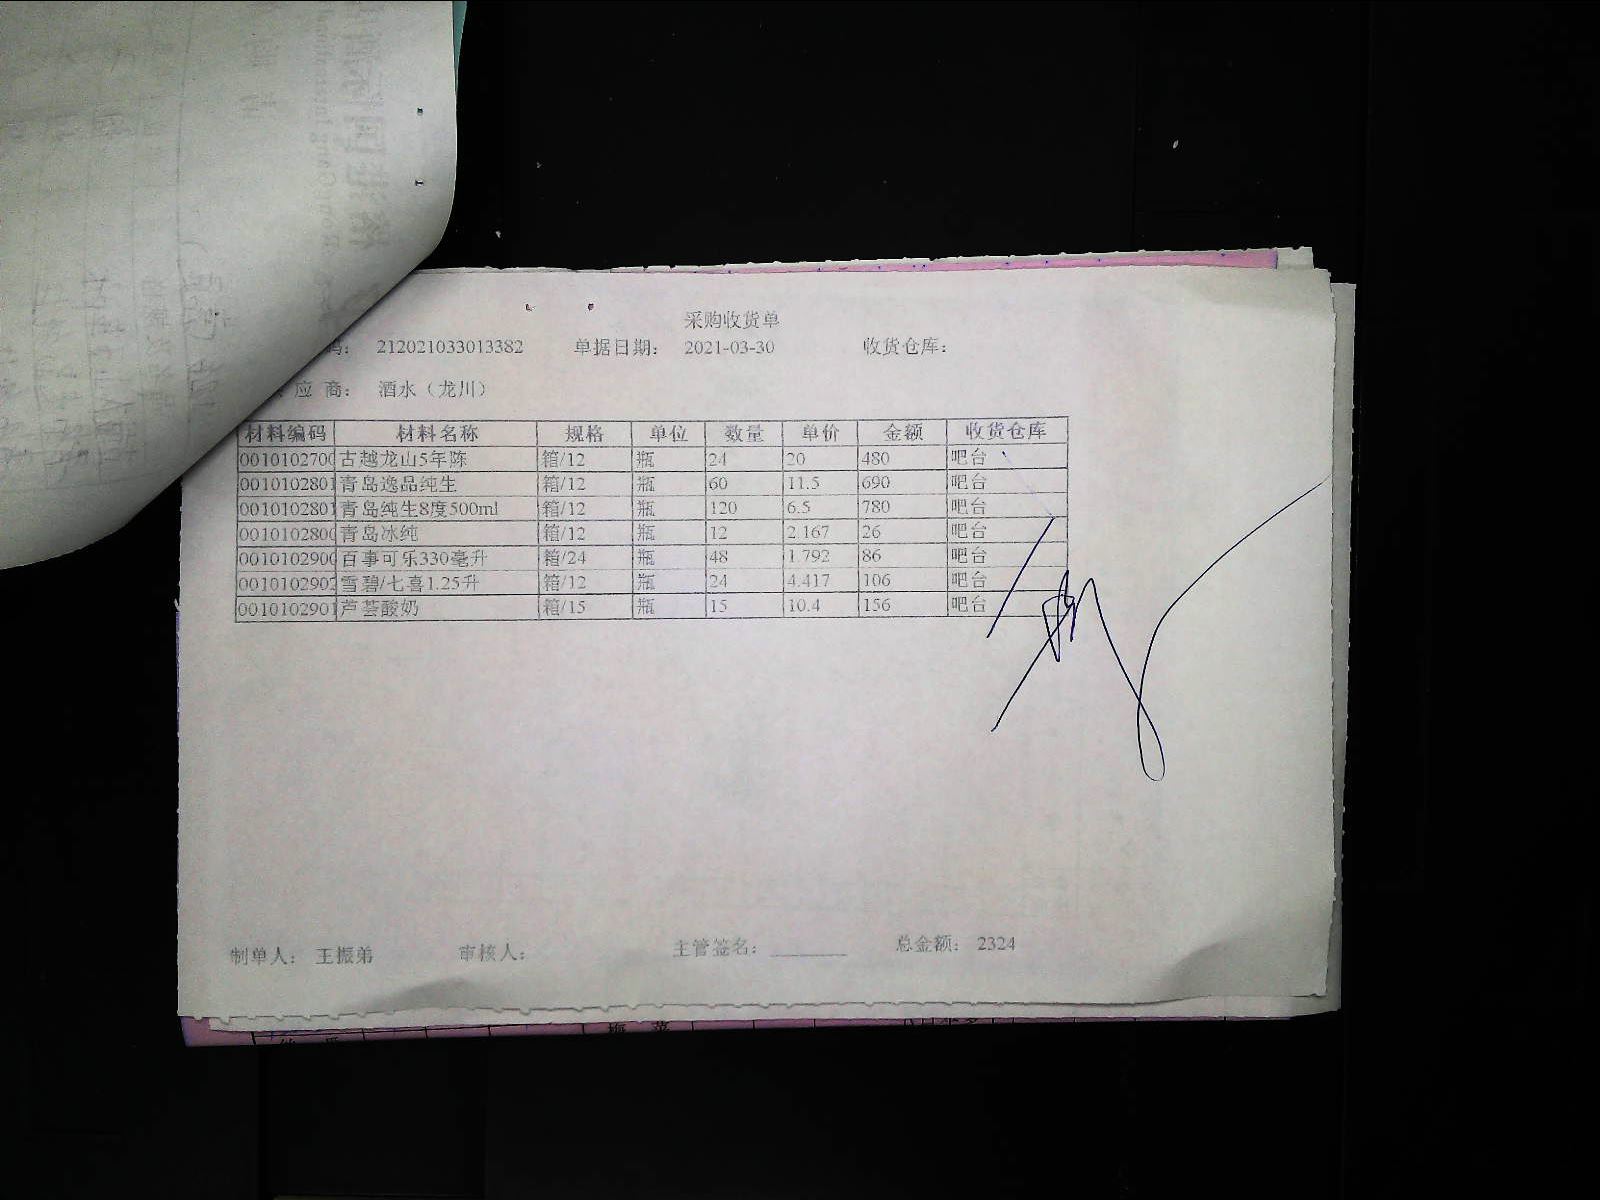 采购收货单
码： 212021033013382 单据日期： 2021-03-30 收货仓库：
应 商： 酒水（龙川）
材料编码 材料名称 规格 单位 数量 单价 金额 收货仓库
0010102700 古越龙山5年陈 箱/12 瓶 24 20 480 吧台
0010102801 青岛逸品纯生 箱/12 瓶 60 11.5 690 吧台
0010102801 青岛纯生8度500ml 箱/12 瓶 120 6.5 780 吧台
0010102800 青岛冰纯 箱/12 瓶 12 2.167 26 吧台
0010102900 百事可乐330毫升 箱/24 瓶 48 1.792 86 吧台
0010102902 雪碧/七喜1.25升 箱/12 瓶 24 4.417 106 吧台
0010102901 芦荟酸奶 箱/15 瓶 15 10.4 156 吧台
制单人： 王振弟 审核人： 主管签名： 总金额： 2324